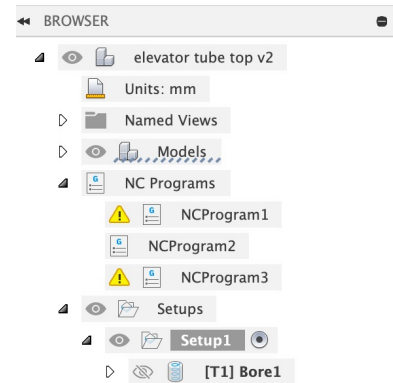 BROWSER
elevator tube top v2
Units: mm
Named Views
Models
NC Programs
G NCProgram1
G NCProgram2
G NCProgram3
Setups
Setup1
[T1] Bore1